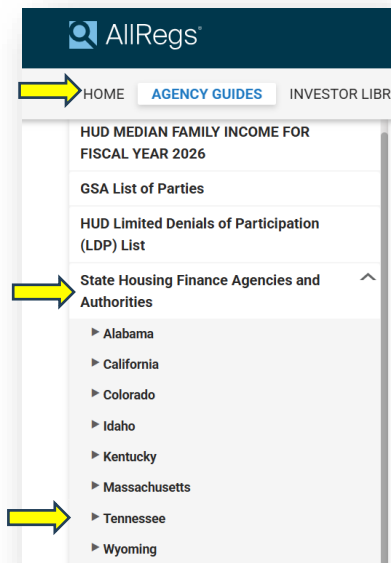 AllRegs®
HOME AGENCY GUIDES INVESTOR LIBR
HUD MEDIAN FAMILY INCOME FOR
FISCAL YEAR 2026
GSA List of Parties
HUD Limited Denials of Participation
(LDP) List
State Housing Finance Agencies and
Authorities
Alabama
California
Colorado
Idaho
Kentucky
Massachusetts
Tennessee
Wyoming